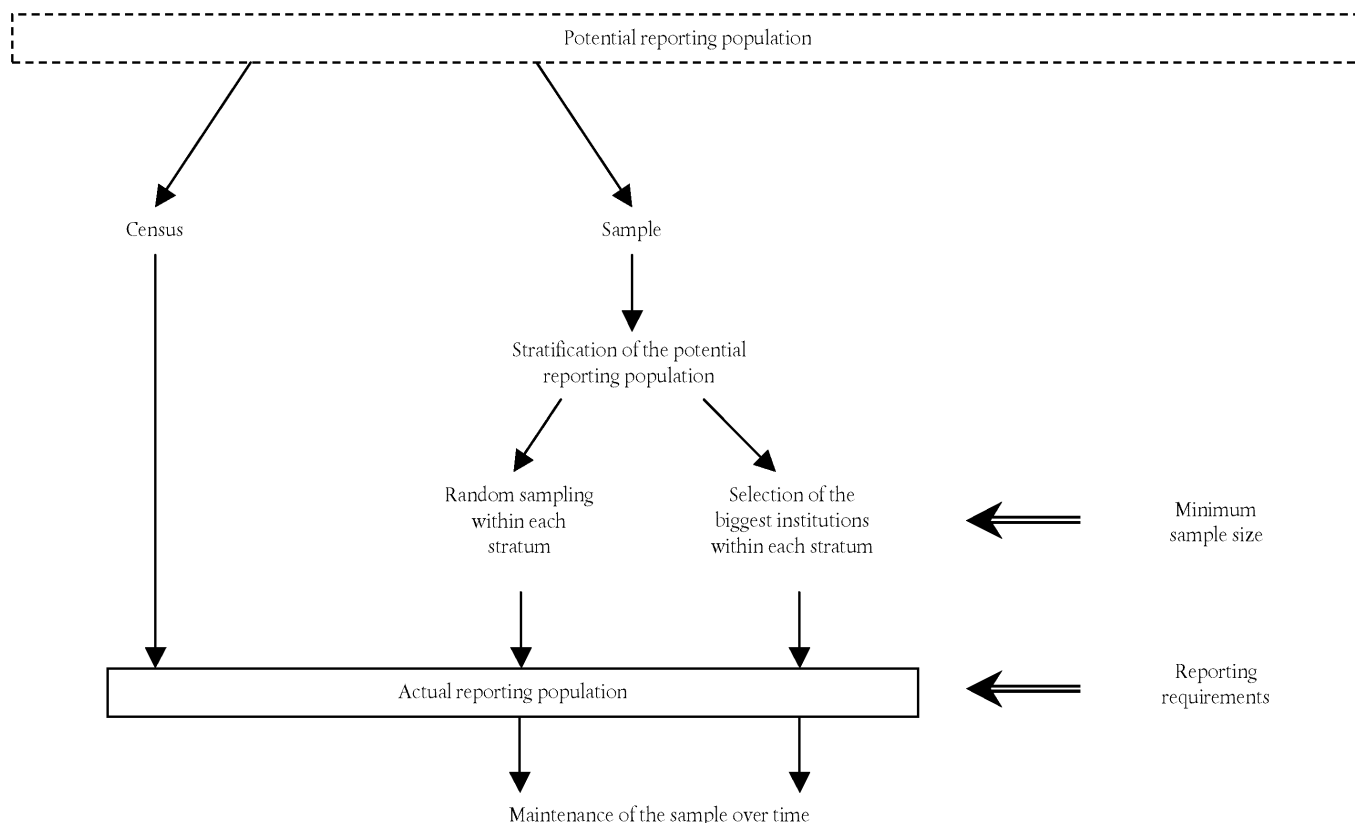 Potential reporting population
Census
Sample
Stratification of the potential
reporting population
Random sampling
within each
stratum
Selection of the
biggest institutions
within each stratum
Minimum
sample size
Actual reporting population
Reporting
requirements
Maintenance of the sample over time